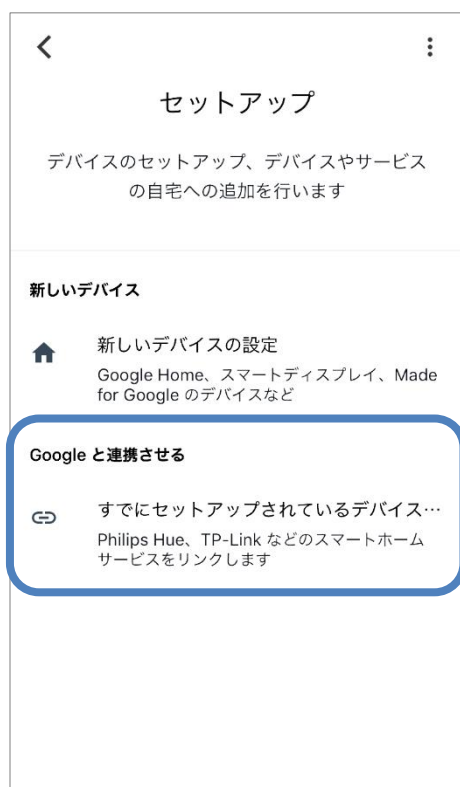 セットアップ
デバイスのセットアップ、デバイスやサービス
の自宅への追加を行います
新しいデバイス
新しいデバイスの設定
Google Home、スマートディスプレイ、Made
for Google のデバイスなど
Google と連携させる
すでにセットアップされているデバイス…
Philips Hue、TP-Link などのスマートホーム
サービスをリンクします